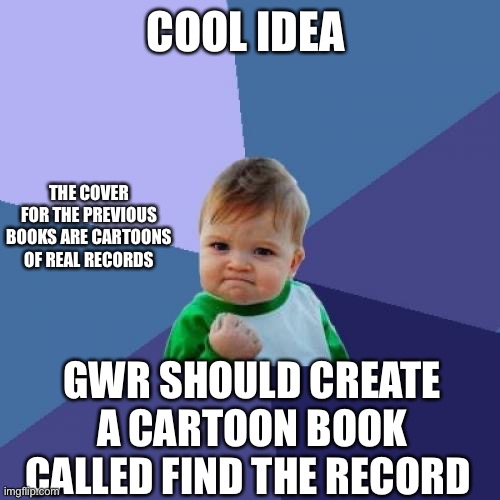 COOL IDEA
THE COVER
FOR THE PREVIOUS
BOOKS ARE CARTOONS
OF REAL RECORDS
GWR SHOULD CREATE
A CARTOON BOOK
CALLED FIND THE RECORD
imgflip.com